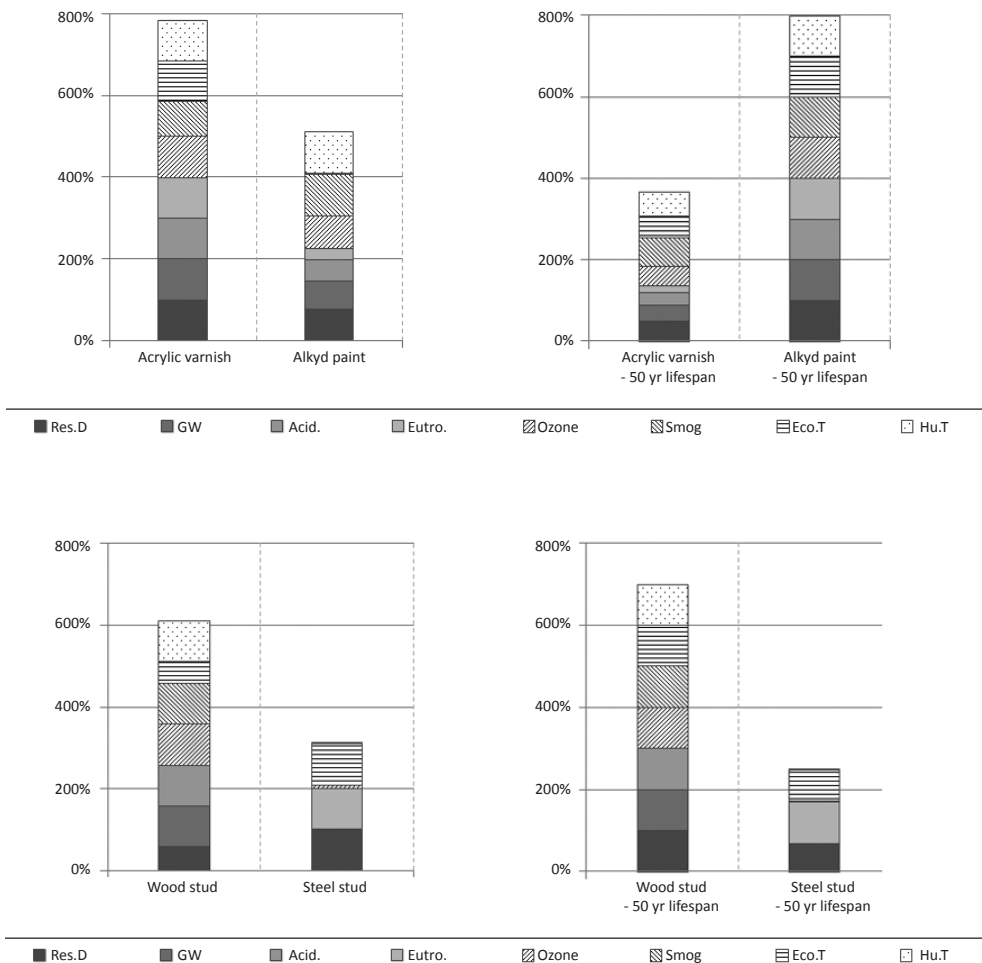 800%
600%
400%
200%
0%
Acrylic varnish
Alkyd paint
800%
600%
400%
200%
0%
Acrylic varnish
- 50 yr lifespan
Alkyd paint
- 50 yr lifespan
Res.D GW Acid. Eutro. Ozone Smog Eco.T Hu.T
800%
600%
400%
200%
0%
Wood stud
Steel stud
800%
600%
400%
200%
0%
Wood stud
- 50 yr lifespan
Steel stud
- 50 yr lifespan
Res.D GW Acid. Eutro. Ozone Smog Eco.T Hu.T